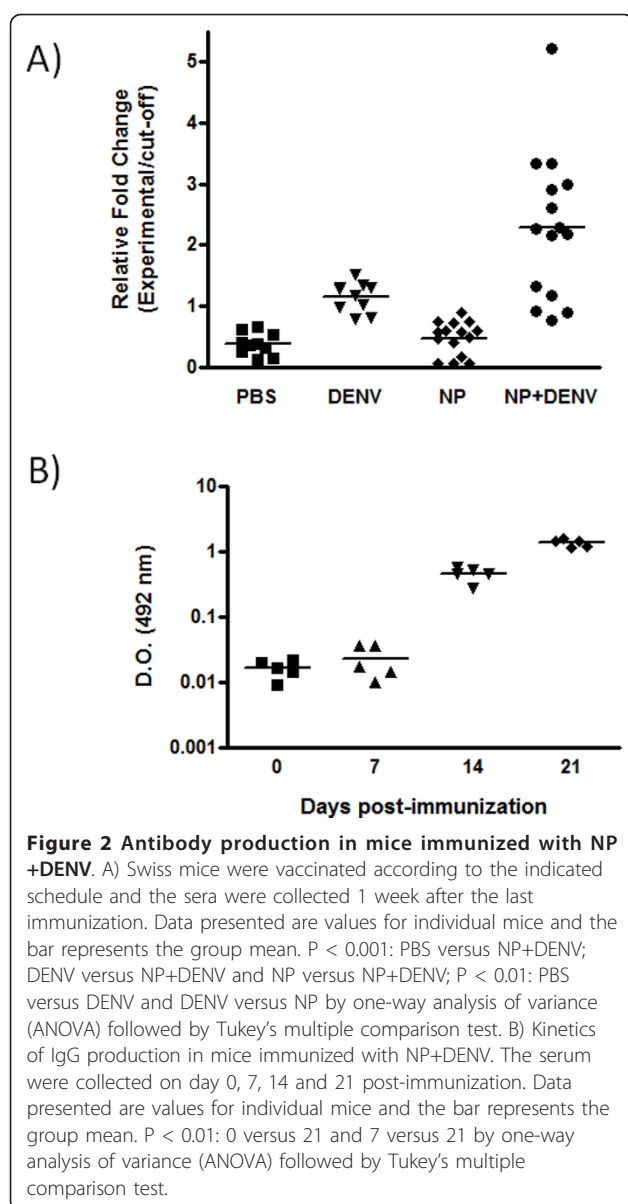 A)
Relative Fold Change
(Experimental/cut-off)
5
4
3
2
1
0
PBS DENV NP NP+DENV
B)
D.O. (492 nm)
10
1
0.1
0.01
0.001
0 7 14 21
Days post-immunization
Figure 2 Antibody production in mice immunized with NP
+DENV. A) Swiss mice were vaccinated according to the indicated
schedule and the sera were collected 1 week after the last
immunization. Data presented are values for individual mice and the
bar represents the group mean. P < 0.001: PBS versus NP+DENV;
DENV versus NP+DENV and NP versus NP+DENV; P < 0.01: PBS
versus DENV and DENV versus NP by one-way analysis of variance
(ANOVA) followed by Tukey's multiple comparison test. B) Kinetics
of IgG production in mice immunized with NP+DENV. The serum
were collected on day 0, 7, 14 and 21 post-immunization. Data
presented are values for individual mice and the bar represents the
group mean. P < 0.01: 0 versus 21 and 7 versus 21 by one-way
analysis of variance (ANOVA) followed by Tukey's multiple
comparison test.